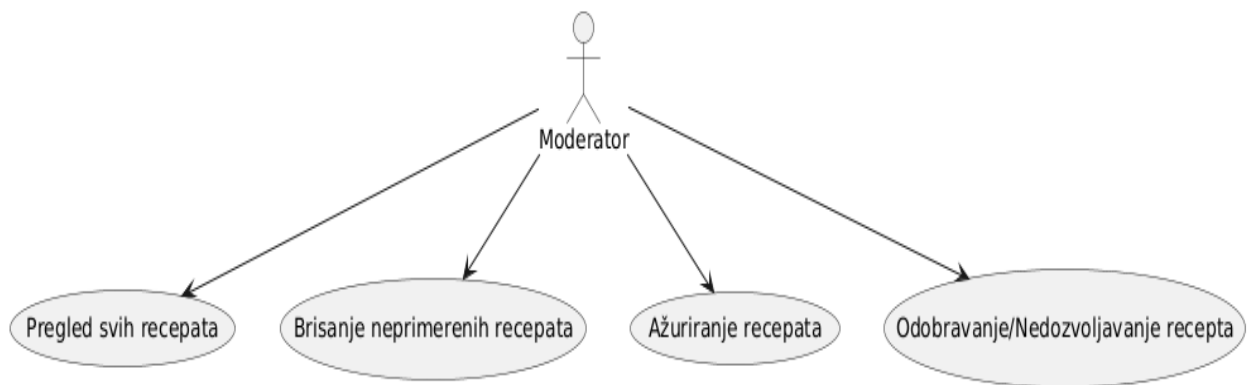 Moderator
Pregled svih recepata
Brisanje neprimerenih recepata
Ažuriranje recepata
Odobravanje/Nedozvoljavanje recepta